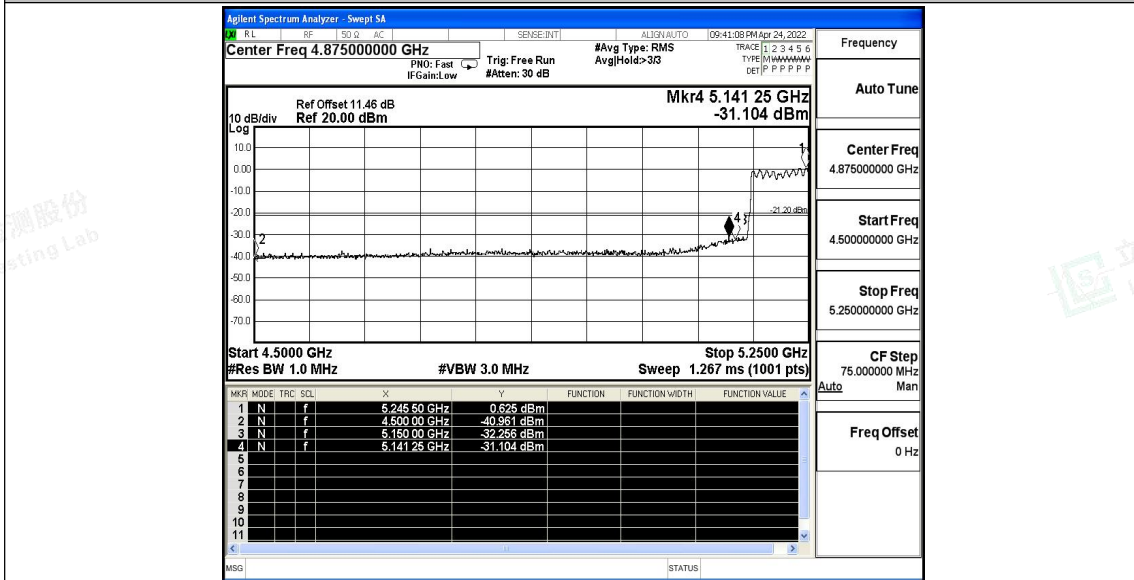 Agilent Spectrum Analyzer - Swept SA
LXI RL RF 50 Ω AC SENSE:INT ALIGN AUTO 09:41:08 PM Apr 24, 2022
Center Freq 4.875000000 GHz
PNO: Fast
IFGain:Low
Trig: Free Run
#Atten: 30 dB
#Avg Type: RMS
Avg|Hold:>3/3
TRACE 1 2 3 4 5 6
TYPE MWWWWW
DET P P P P P P
Ref Offset 11.46 dB
10 dB/div Ref 20.00 dBm
Log
Mkr4 5.141 25 GHz
-31.104 dBm
10.0
0.00
-10.0
-20.0
-30.0
-40.0
-50.0
-60.0
-70.0
1
2
3
4
-21.20 dBm
Start 4.5000 GHz Stop 5.2500 GHz
#Res BW 1.0 MHz #VBW 3.0 MHz Sweep 1.267 ms (1001 pts)
MKR MODE TRC SCL X Y FUNCTION FUNCTION WIDTH FUNCTION VALUE
1 N f 5.245 50 GHz 0.625 dBm
2 N f 4.500 00 GHz -40.961 dBm
3 N f 5.150 00 GHz -32.256 dBm
4 N f 5.141 25 GHz -31.104 dBm
5
6
7
8
9
10
11
MSG STATUS
Frequency
Auto Tune
Center Freq
4.875000000 GHz
Start Freq
4.500000000 GHz
Stop Freq
5.250000000 GHz
CF Step
75.000000 MHz
Auto Man
Freq Offset
0 Hz
测股份
sting Lab
立